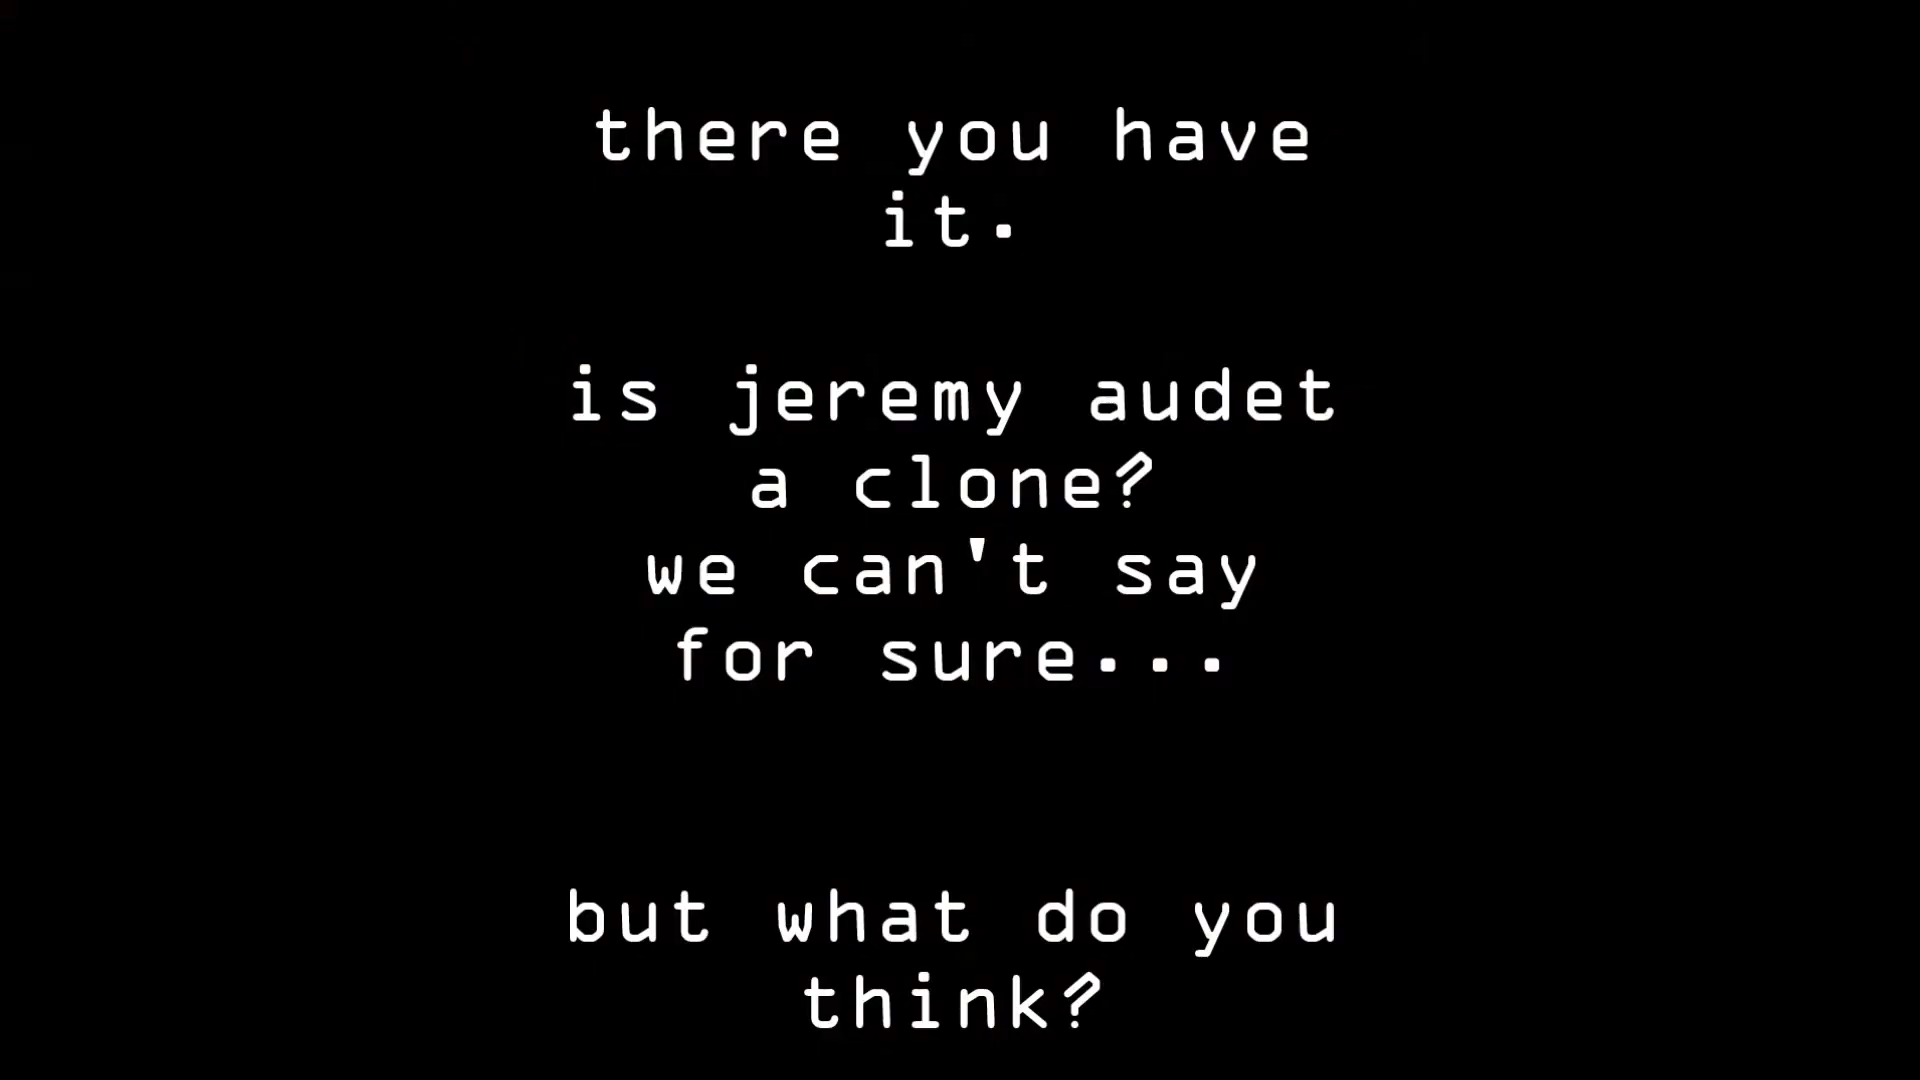 there you have
it.
is jeremy audet
a clone?
we can't say
for sure...
but what do you
think?